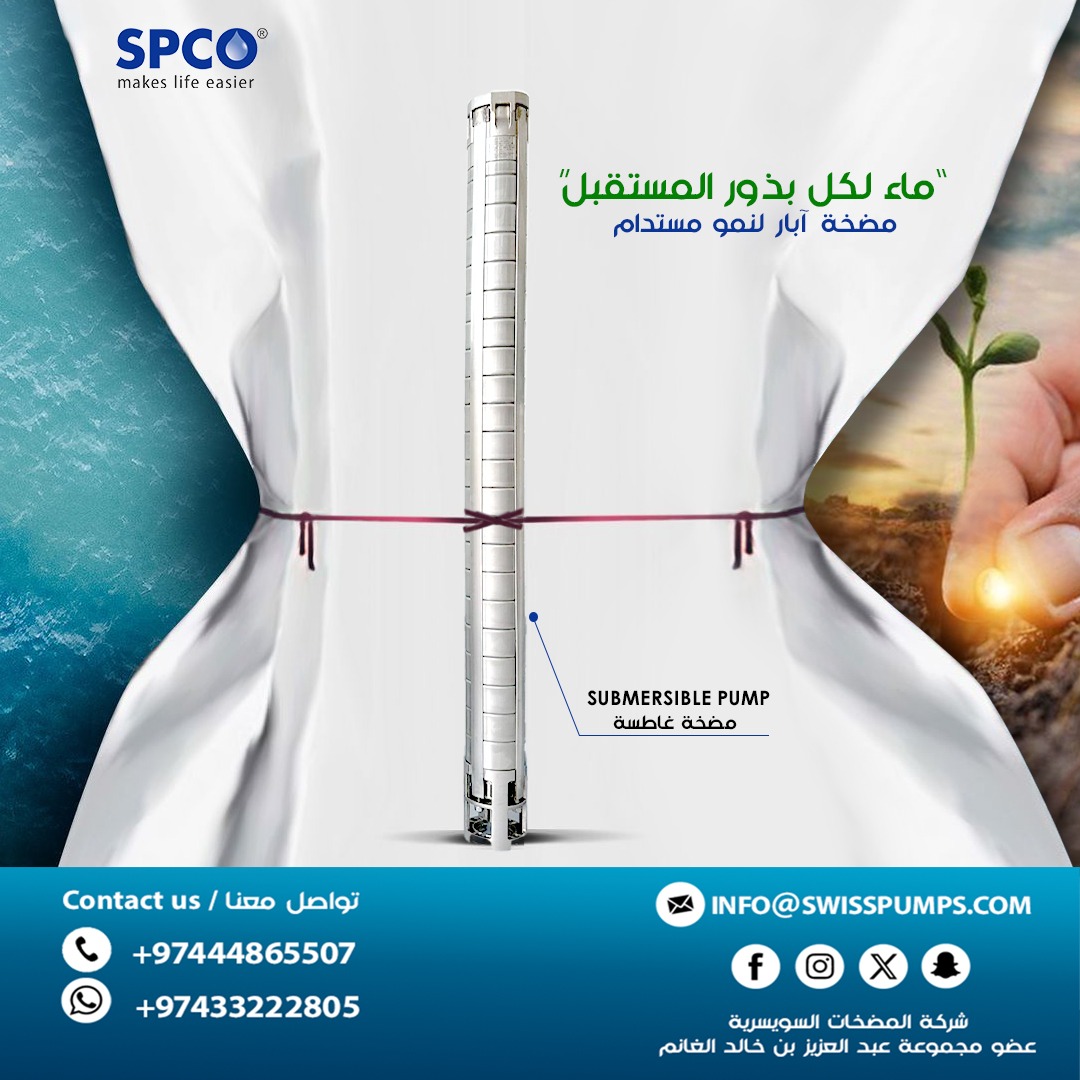 SPCO®
makes life easier
“ماء لكل بذور المستقبل”
مضخة آبار لنمو مستدام
SUBMERSIBLE PUMP
مضخة غاطسة
Contact us / تواصل معنا
+97444865507
+97433222805
INFO@SWISSPUMPS.COM
شركة المضخات السويسرية
عضو مجموعة عبد العزيز بن خالد الغانم